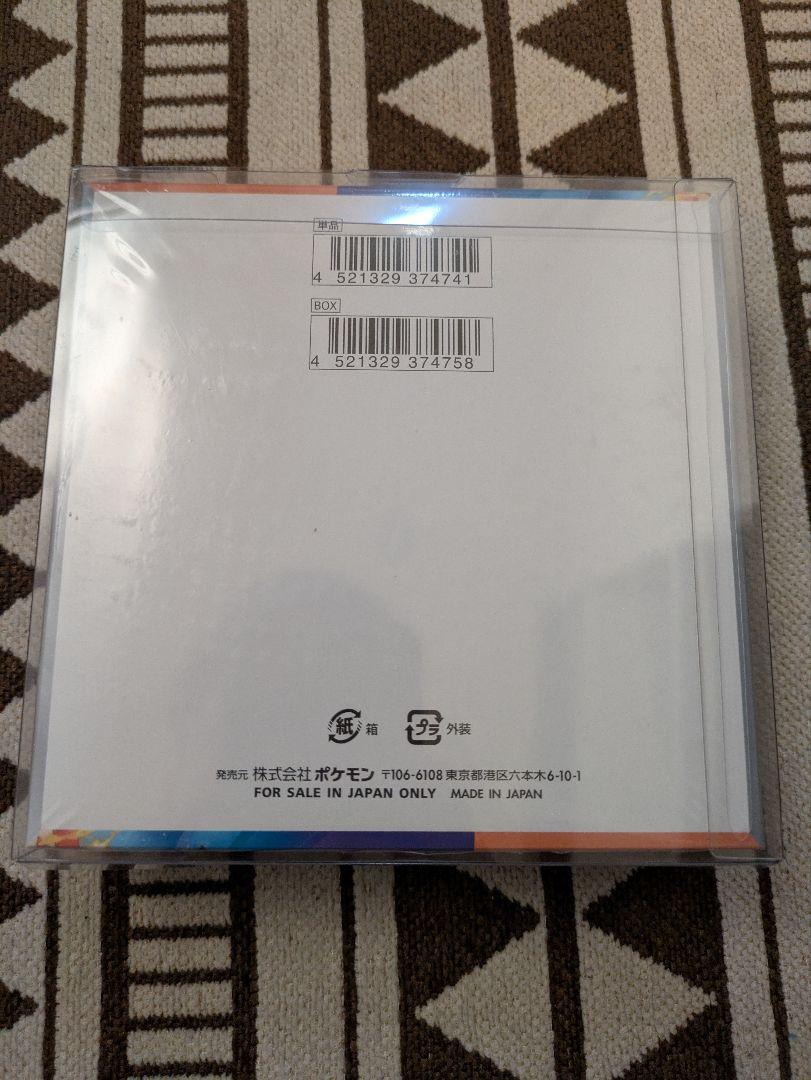 単品
4 521329 374741
BOX
4 521329 374758
紙 箱 プラ 外装
発売元 株式会社ポケモン 〒106-6108 東京都港区六本木6-10-1
FOR SALE IN JAPAN ONLY MADE IN JAPAN